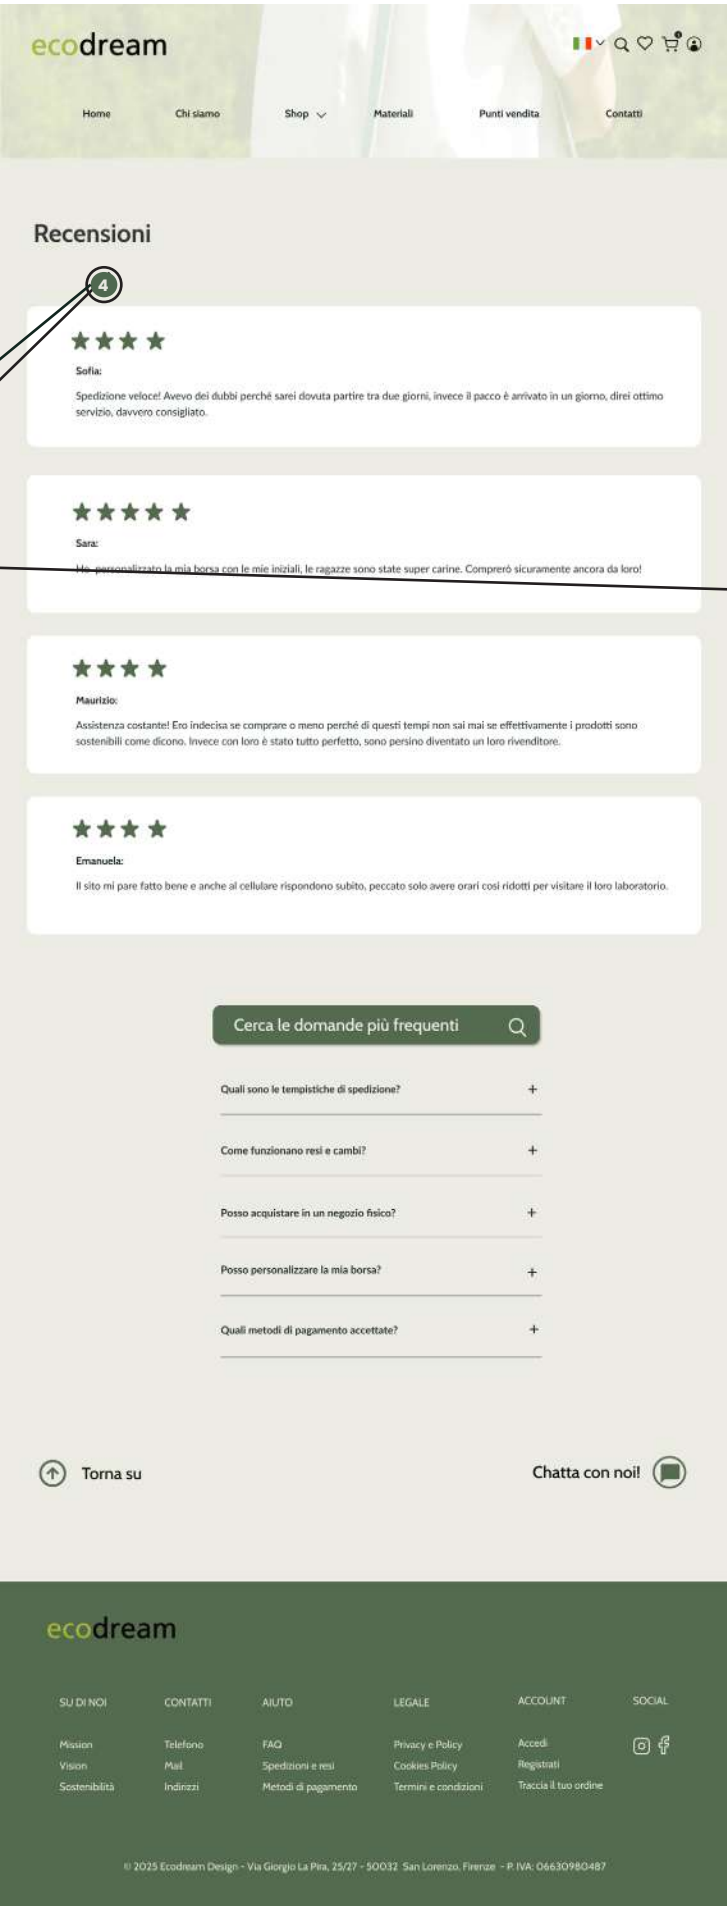 ecodream
Home Chi siamo Shop Materiali Punti vendita Contatti
Recensioni
4
Sofia:
Spedizione veloce! Avevo dei dubbi perché sarei dovuta partire tra due giorni, invece il pacco è arrivato in un giorno, direi ottimo
servizio, davvero consigliato.
Sara:
Ho personalizzato la mia borsa con le mie iniziali, le ragazze sono state super carine. Comprerò sicuramente ancora da loro!
Maurizio:
Assistenza costante! Ero indecisa se comprare o meno perché di questi tempi non sai mai se effettivamente i prodotti sono
sostenibili come dicono. Invece con loro è stato tutto perfetto, sono persino diventato un loro rivenditore.
Emanuela:
Il sito mi pare fatto bene e anche al cellulare rispondono subito, peccato solo avere orari così ridotti per visitare il loro laboratorio.
Cerca le domande più frequenti
Quali sono le tempistiche di spedizione? +
Come funzionano resi e cambi? +
Posso acquistare in un negozio fisico? +
Posso personalizzare la mia borsa? +
Quali metodi di pagamento accettate? +
Torna su Chatta con noi!
ecodream
SU DI NOI CONTATTI AIUTO LEGALE ACCOUNT SOCIAL
Mission Telefono FAQ Privacy e Policy Accedi
Vision Mail Spedizioni e resi Cookies Policy Registrati
Sostenibilità Indirizzi Metodi di pagamento Termini e condizioni Traccia il tuo ordine
© 2025 Ecodream Design - Via Giorgio La Pira, 25/27 - 50032 San Lorenzo, Firenze - P. IVA: 06630980487